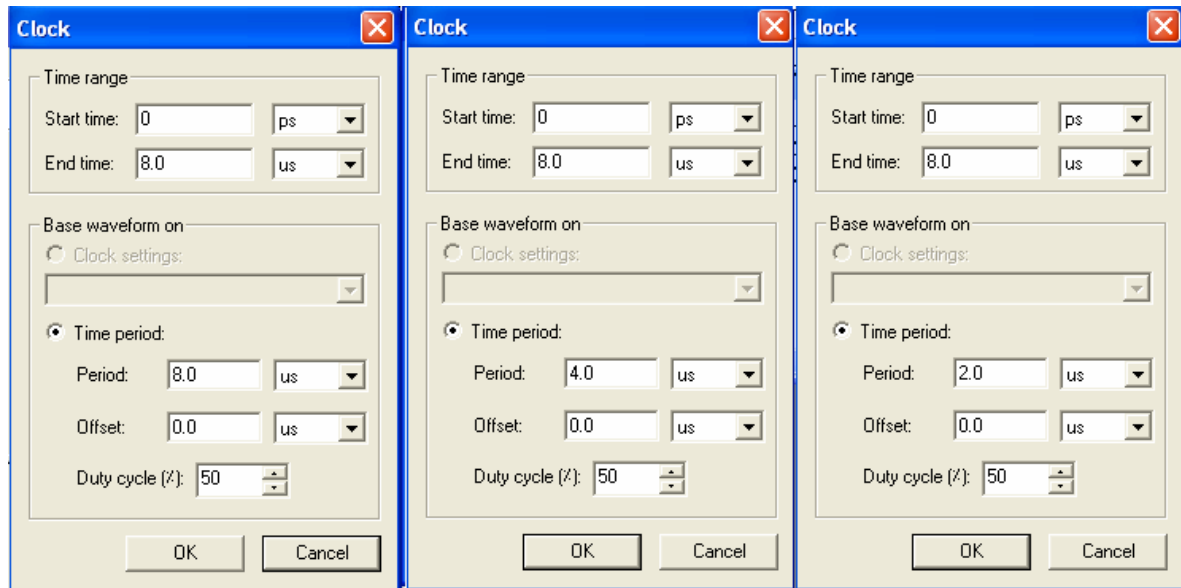 Clock
Time range
Start time: 0 ps
End time: 8.0 us
Base waveform on
Clock settings:
Time period:
Period: 8.0 us
Offset: 0.0 us
Duty cycle (%): 50
OK Cancel
Clock
Time range
Start time: 0 ps
End time: 8.0 us
Base waveform on
Clock settings:
Time period:
Period: 4.0 us
Offset: 0.0 us
Duty cycle (%): 50
OK Cancel
Clock
Time range
Start time: 0 ps
End time: 8.0 us
Base waveform on
Clock settings:
Time period:
Period: 2.0 us
Offset: 0.0 us
Duty cycle (%): 50
OK Cancel